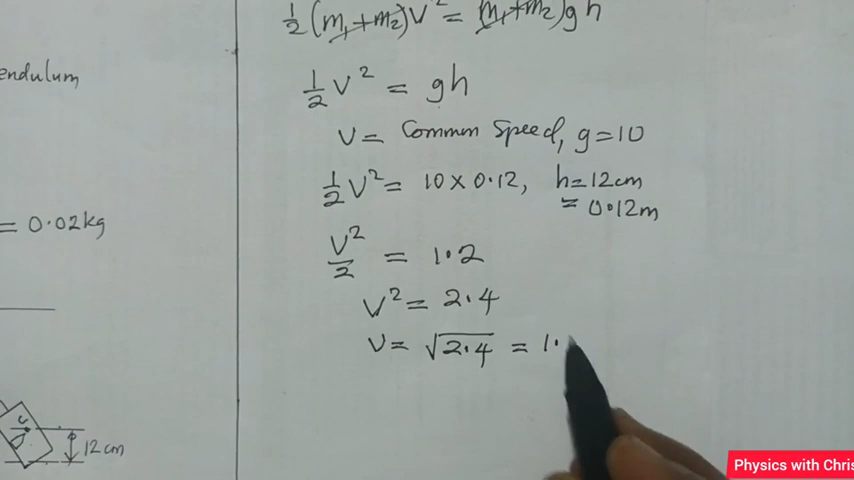 ½(m₁+m₂)V² = (m₁+m₂)gh
endulum
½V² = gh
V = Common Speed, g=10
½V² = 10 × 0.12, h=12cm
= 0.12m
= 0.02kg
V²/2 = 1.2
V² = 2.4
V = √2.4 = 1.
c
12cm
Physics with Chris